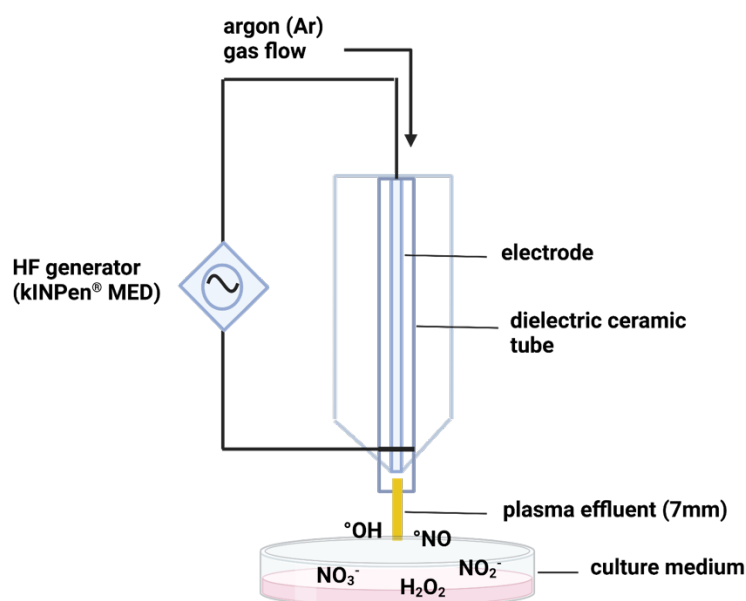 argon (Ar)
gas flow
HF generator
(kINPen® MED)
electrode
dielectric ceramic
tube
plasma effluent (7mm)
°OH
°NO
culture medium
NO₃⁻
NO₂⁻
H₂O₂